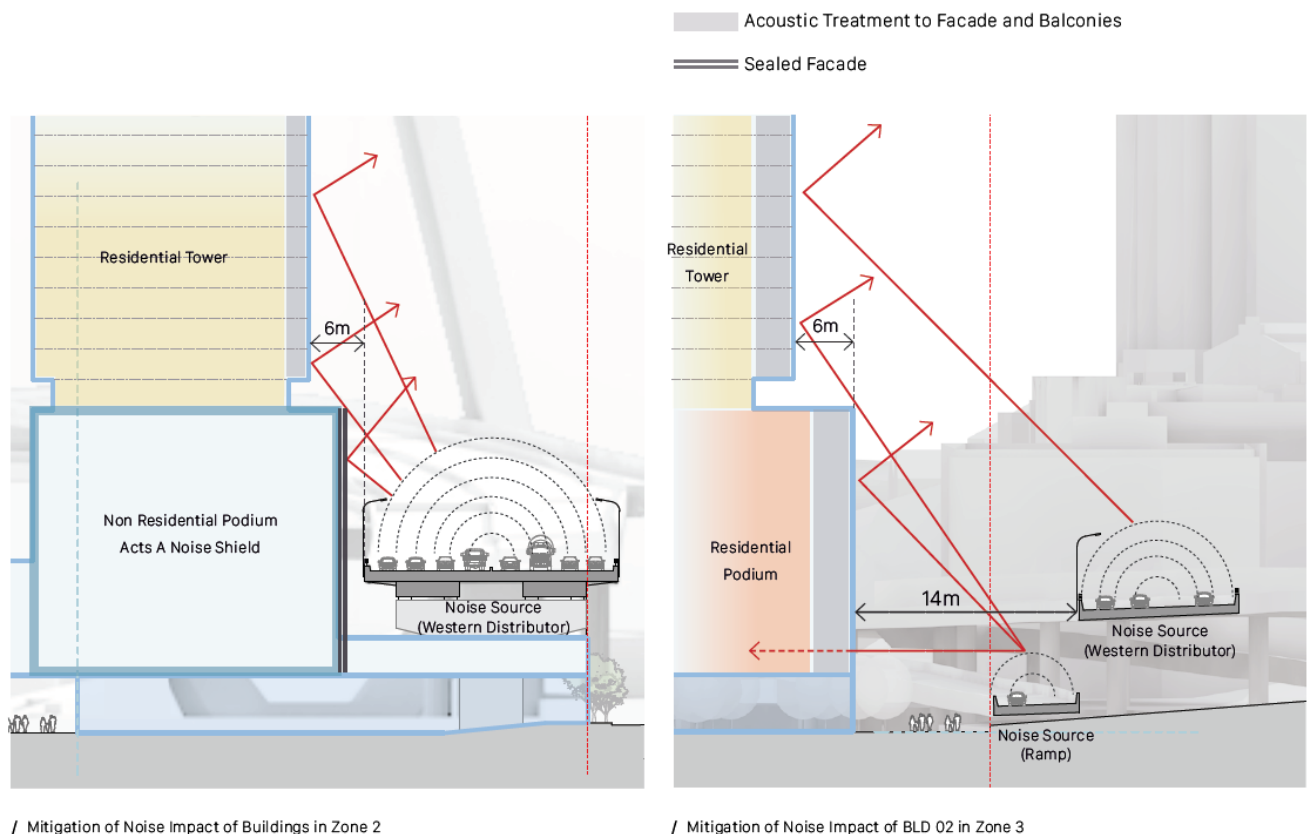 Acoustic Treatment to Facade and Balconies
Sealed Facade
Residential Tower
6m
Non Residential Podium
Acts A Noise Shield
Noise Source
(Western Distributor)
/ Mitigation of Noise Impact of Buildings in Zone 2
Residential
Tower
6m
Residential
Podium
14m
Noise Source
(Western Distributor)
Noise Source
(Ramp)
/ Mitigation of Noise Impact of BLD 02 in Zone 3